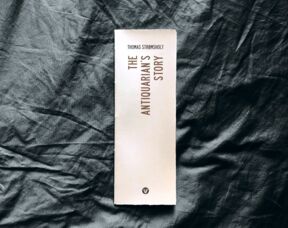 THOMAS STRØMSHOLT
THE
ANTIQUARIAN'S
STORY